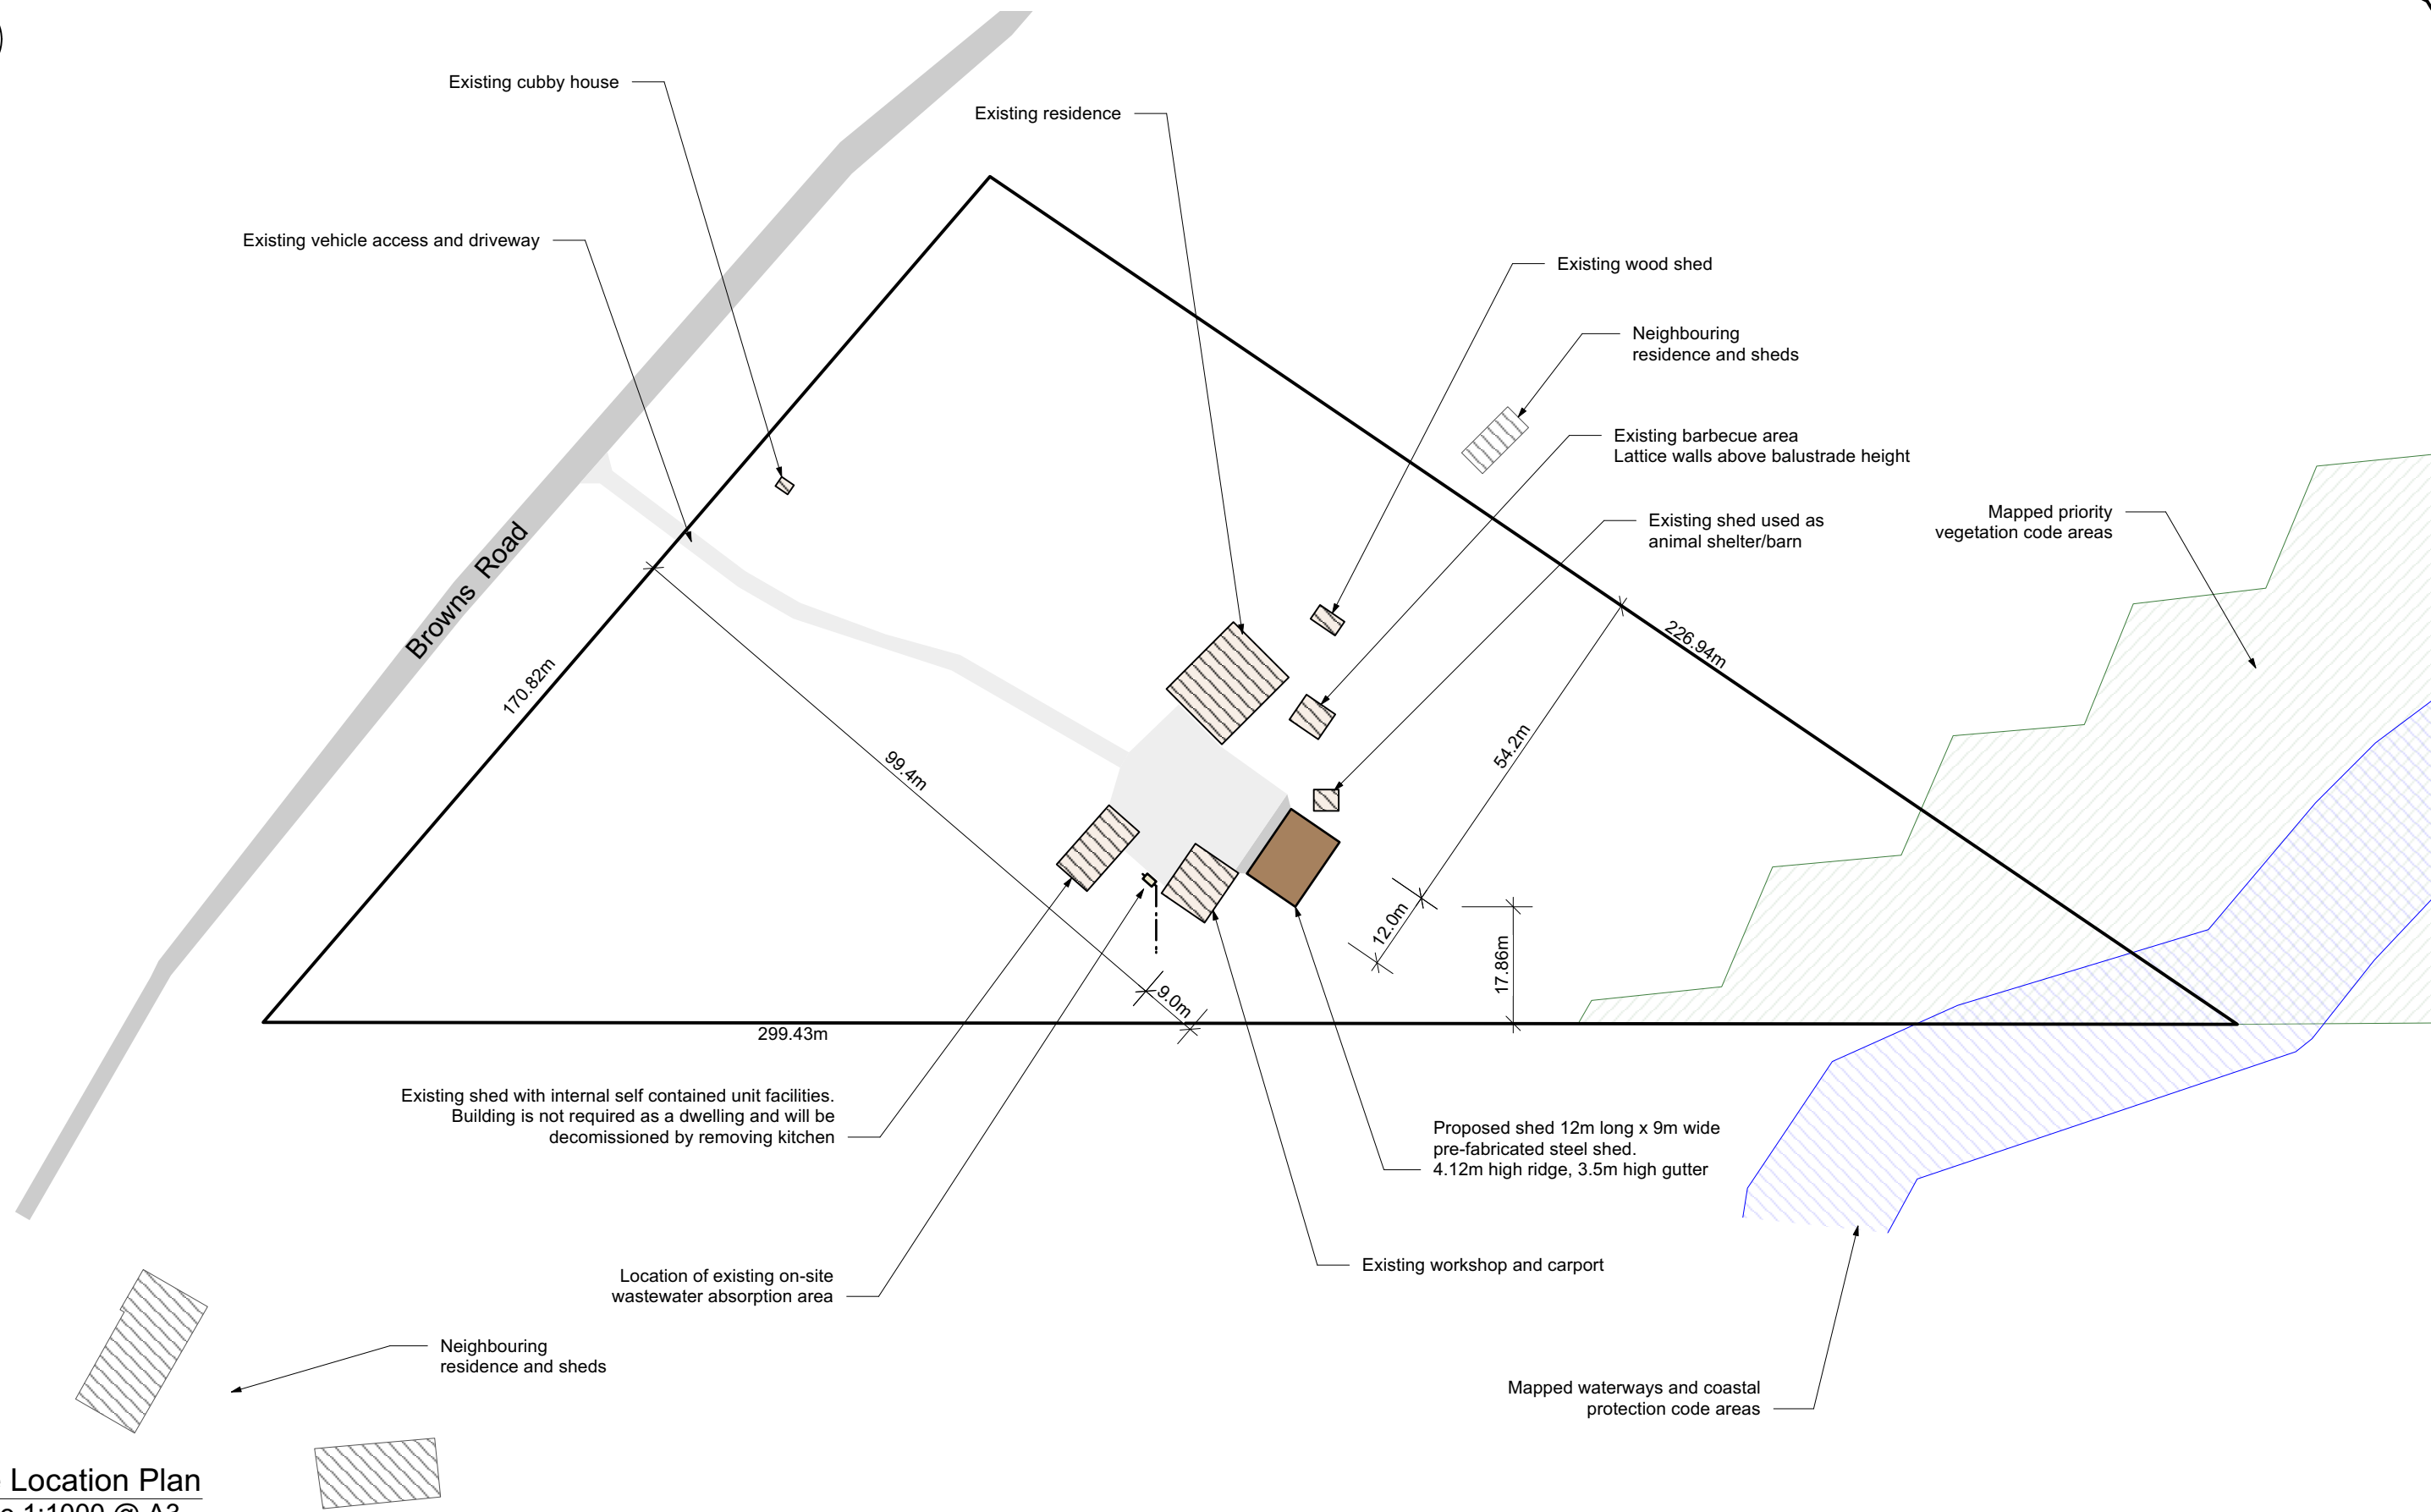 Existing cubby house
Existing residence
Existing vehicle access and driveway
Existing wood shed
Neighbouring
residence and sheds
Existing barbecue area
Lattice walls above balustrade height
Existing shed used as
animal shelter/barn
Mapped priority
vegetation code areas
Browns Road
170.82m
226.94m
99.4m
54.2m
12.0m
17.86m
9.0m
299.43m
Existing shed with internal self contained unit facilities.
Building is not required as a dwelling and will be
decomissioned by removing kitchen
Proposed shed 12m long x 9m wide
pre-fabricated steel shed.
4.12m high ridge, 3.5m high gutter
Existing workshop and carport
Location of existing on-site
wastewater absorption area
Neighbouring
residence and sheds
Mapped waterways and coastal
protection code areas
Location Plan
1:1000 @ A3